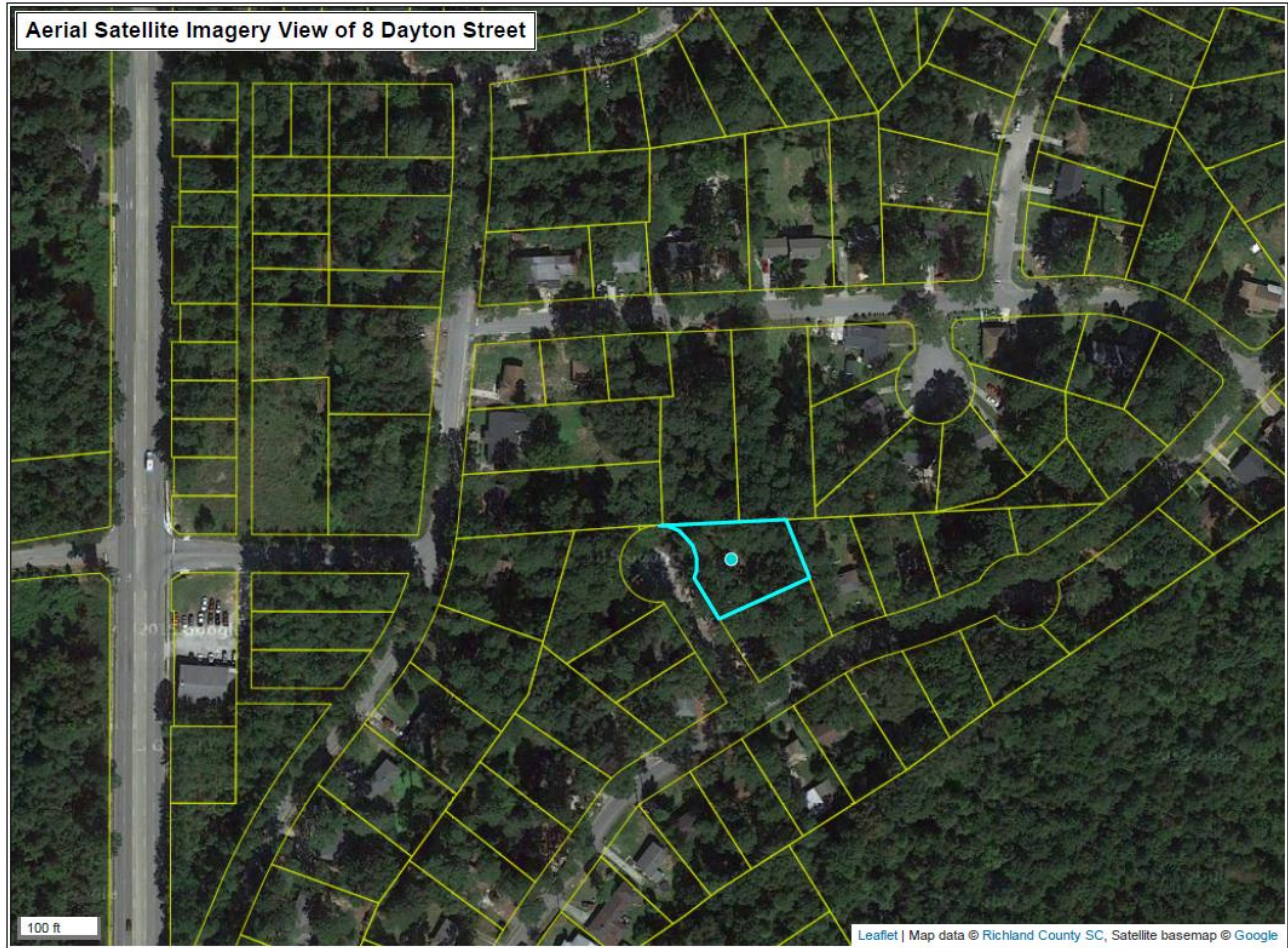 Aerial Satellite Imagery View of 8 Dayton Street
Google
100 ft
Leaflet | Map data © Richland County SC, Satellite basemap © Google